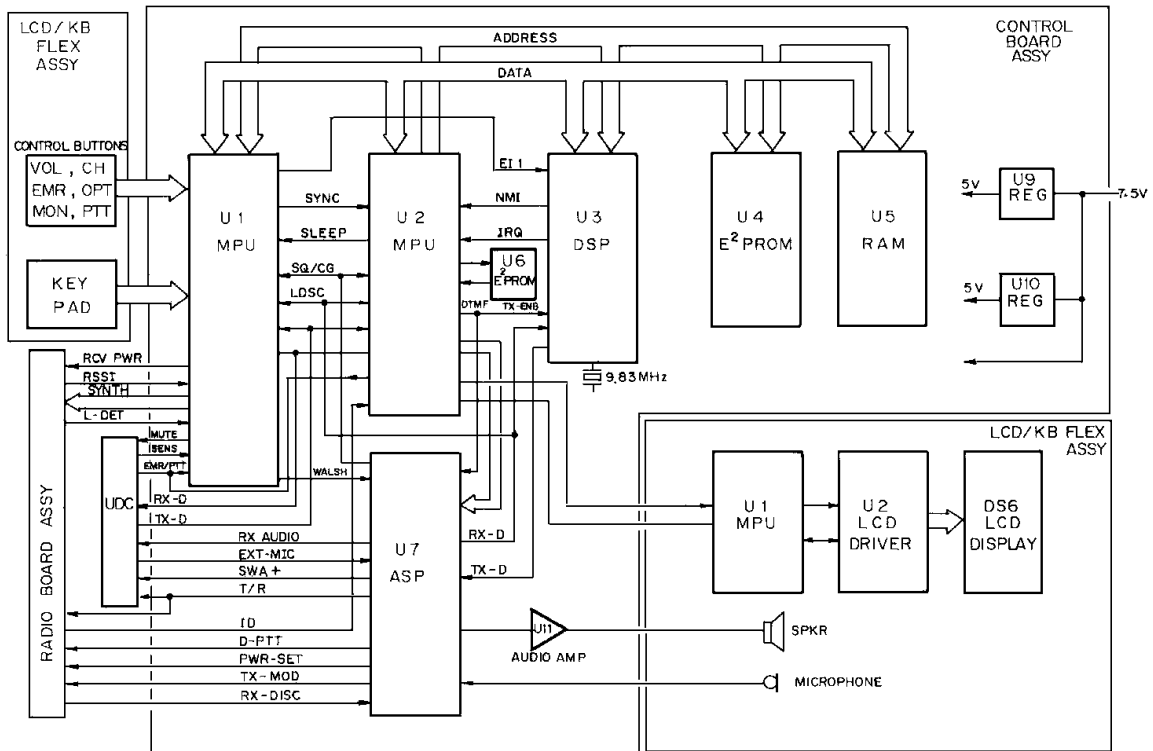 LCD/KB
FLEX
ASSY
CONTROL BUTTONS
VOL, CH
EMR, OPT
MON, PTT
KEY
PAD
ADDRESS
DATA
CONTROL
BOARD
ASSY
U1
MPU
U2
MPU
U3
DSP
U4
E2PROM
U5
RAM
U9
REG
5V
7.5V
U10
REG
5V
EI1
SYNC
NMI
SLEEP
IRQ
SQ/CG
U6
E2PROM
LDSC
DTMF
TX-ENB
9.83MHz
RCV PWR
RSSI
SYNTH
L-DET
MUTE
ISENS
EMR/PTT
WALSH
UDC
RADIO BOARD ASSY
RX-D
TX-D
RX AUDIO
EXT-MIC
SWA+
T/R
ID
D-PTT
PWR-SET
TX-MOD
RX-DISC
U7
ASP
RX-D
TX-D
U11
AUDIO AMP
LCD/KB FLEX
ASSY
U1
MPU
U2
LCD
DRIVER
DS6
LCD
DISPLAY
SPKR
MICROPHONE